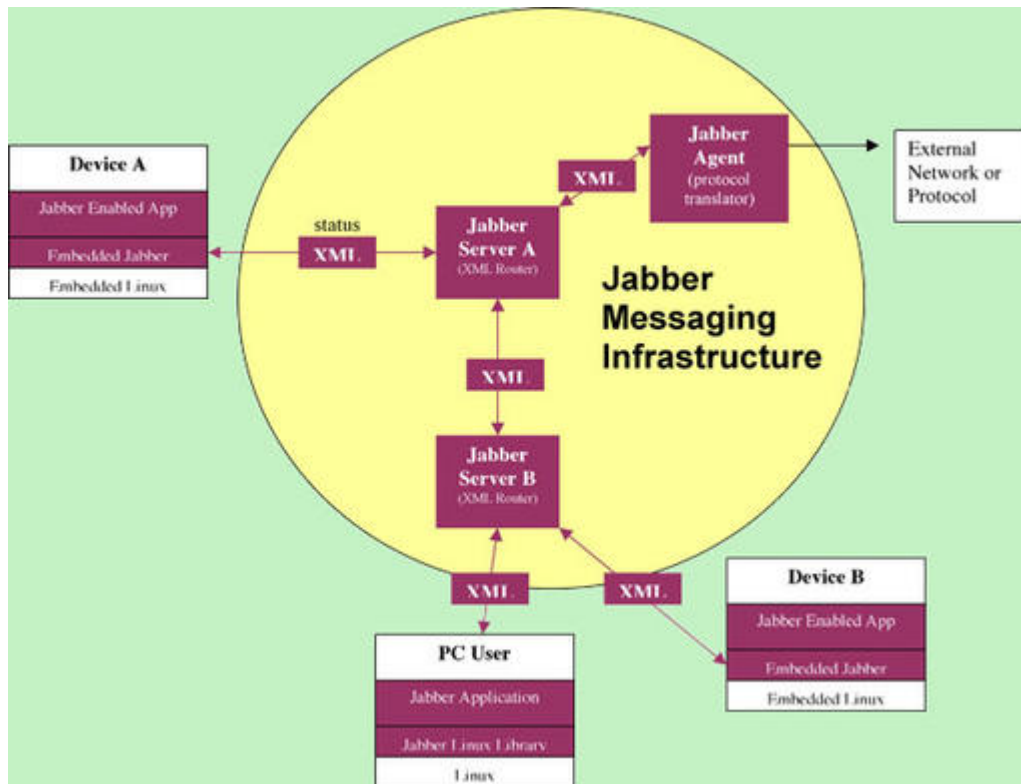 Device A
Jabber Enabled App
Embedded Jabber
Embedded Linux
status
XML
Jabber
Server A
(XML Router)
XML
Jabber
Agent
(protocol
translator)
External
Network or
Protocol
Jabber
Messaging
Infrastructure
XML
Jabber
Server B
(XML Router)
XML
XML
PC User
Jabber Application
Jabber Linux Library
Linux
Device B
Jabber Enabled App
Embedded Jabber
Embedded Linux